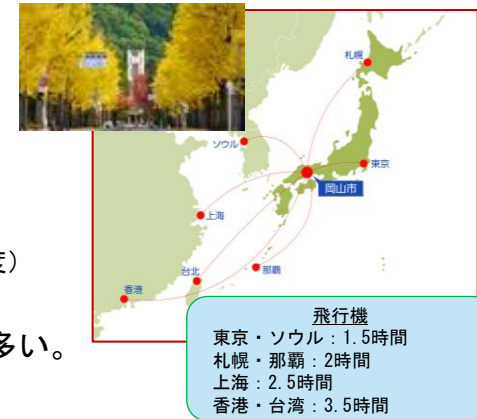 札幌
ソウル
東京
岡山市
上海
台北
那覇
香港
度）
多い。
飛行機
東京・ソウル：1.5時間
札幌・那覇：2時間
上海：2.5時間
香港・台湾：3.5時間